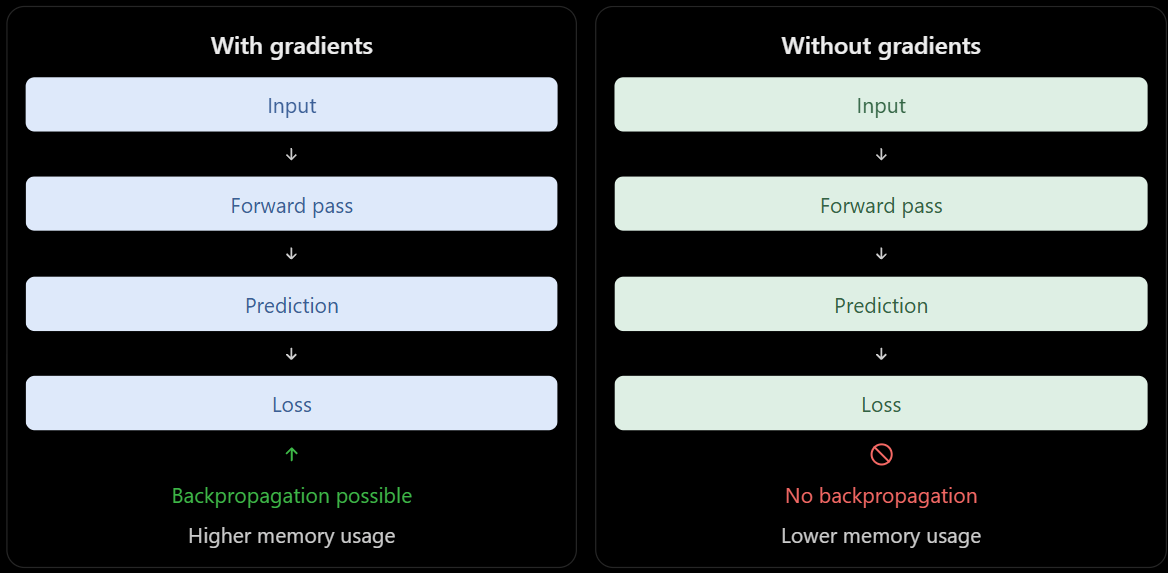 With gradients
Input
↓
Forward pass
↓
Prediction
↓
Loss
↑
Backpropagation possible
Higher memory usage
Without gradients
Input
↓
Forward pass
↓
Prediction
↓
Loss
No backpropagation
Lower memory usage